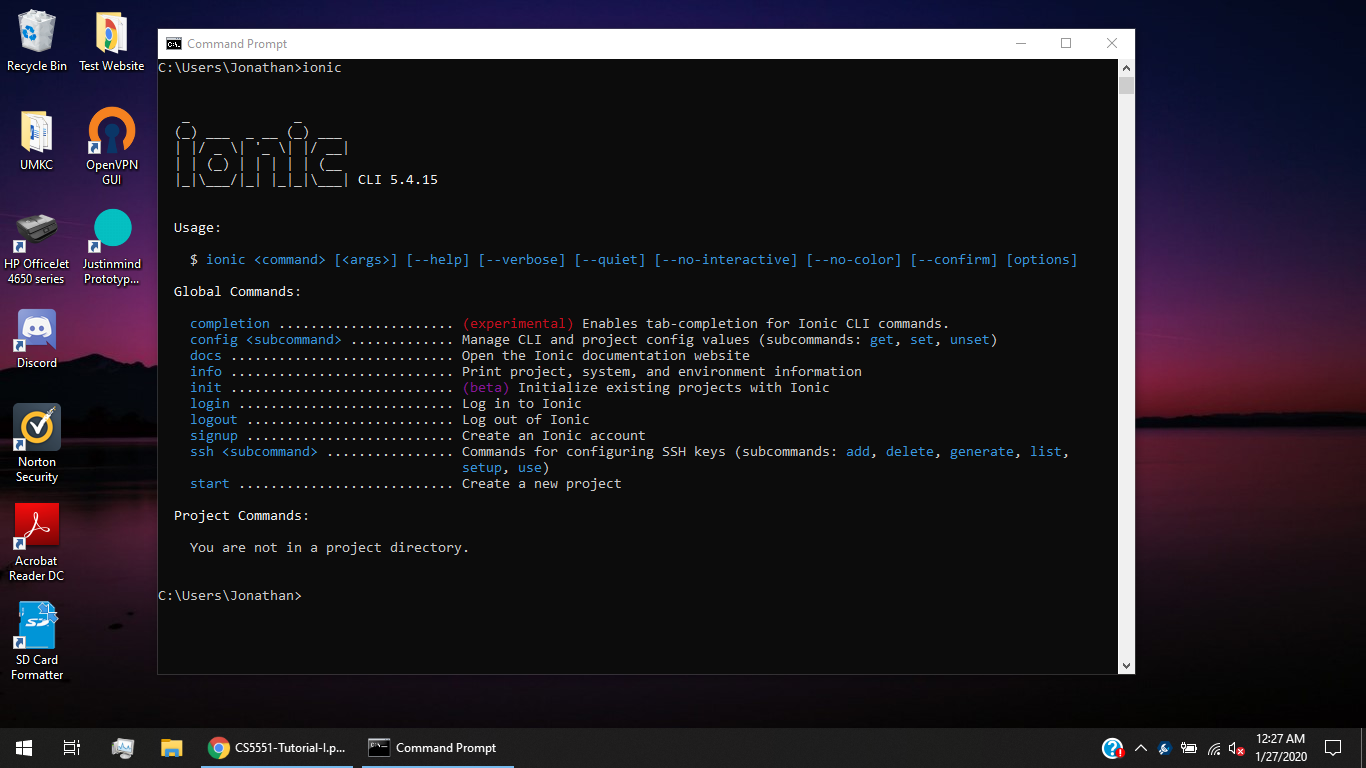 Recycle Bin
Test Website
UMKC
OpenVPN
GUI
HP OfficeJet
4650 series
Justinmind
Prototyp...
Discord
Norton
Security
Acrobat
Reader DC
SD Card
Formatter
Command Prompt
C:\Users\Jonathan>ionic
ionic CLI 5.4.15
Usage:
$ ionic <command> [<args>] [--help] [--verbose] [--quiet] [--no-interactive] [--no-color] [--confirm] [options]
Global Commands:
completion ...................... (experimental) Enables tab-completion for Ionic CLI commands.
config <subcommand> ............. Manage CLI and project config values (subcommands: get, set, unset)
docs ............................ Open the Ionic documentation website
info ............................ Print project, system, and environment information
init ............................ (beta) Initialize existing projects with Ionic
login ........................... Log in to Ionic
logout .......................... Log out of Ionic
signup .......................... Create an Ionic account
ssh <subcommand> ................ Commands for configuring SSH keys (subcommands: add, delete, generate, list,
setup, use)
start ........................... Create a new project
Project Commands:
You are not in a project directory.
C:\Users\Jonathan>
CS5551-Tutorial-I.p...
Command Prompt
12:27 AM
1/27/2020